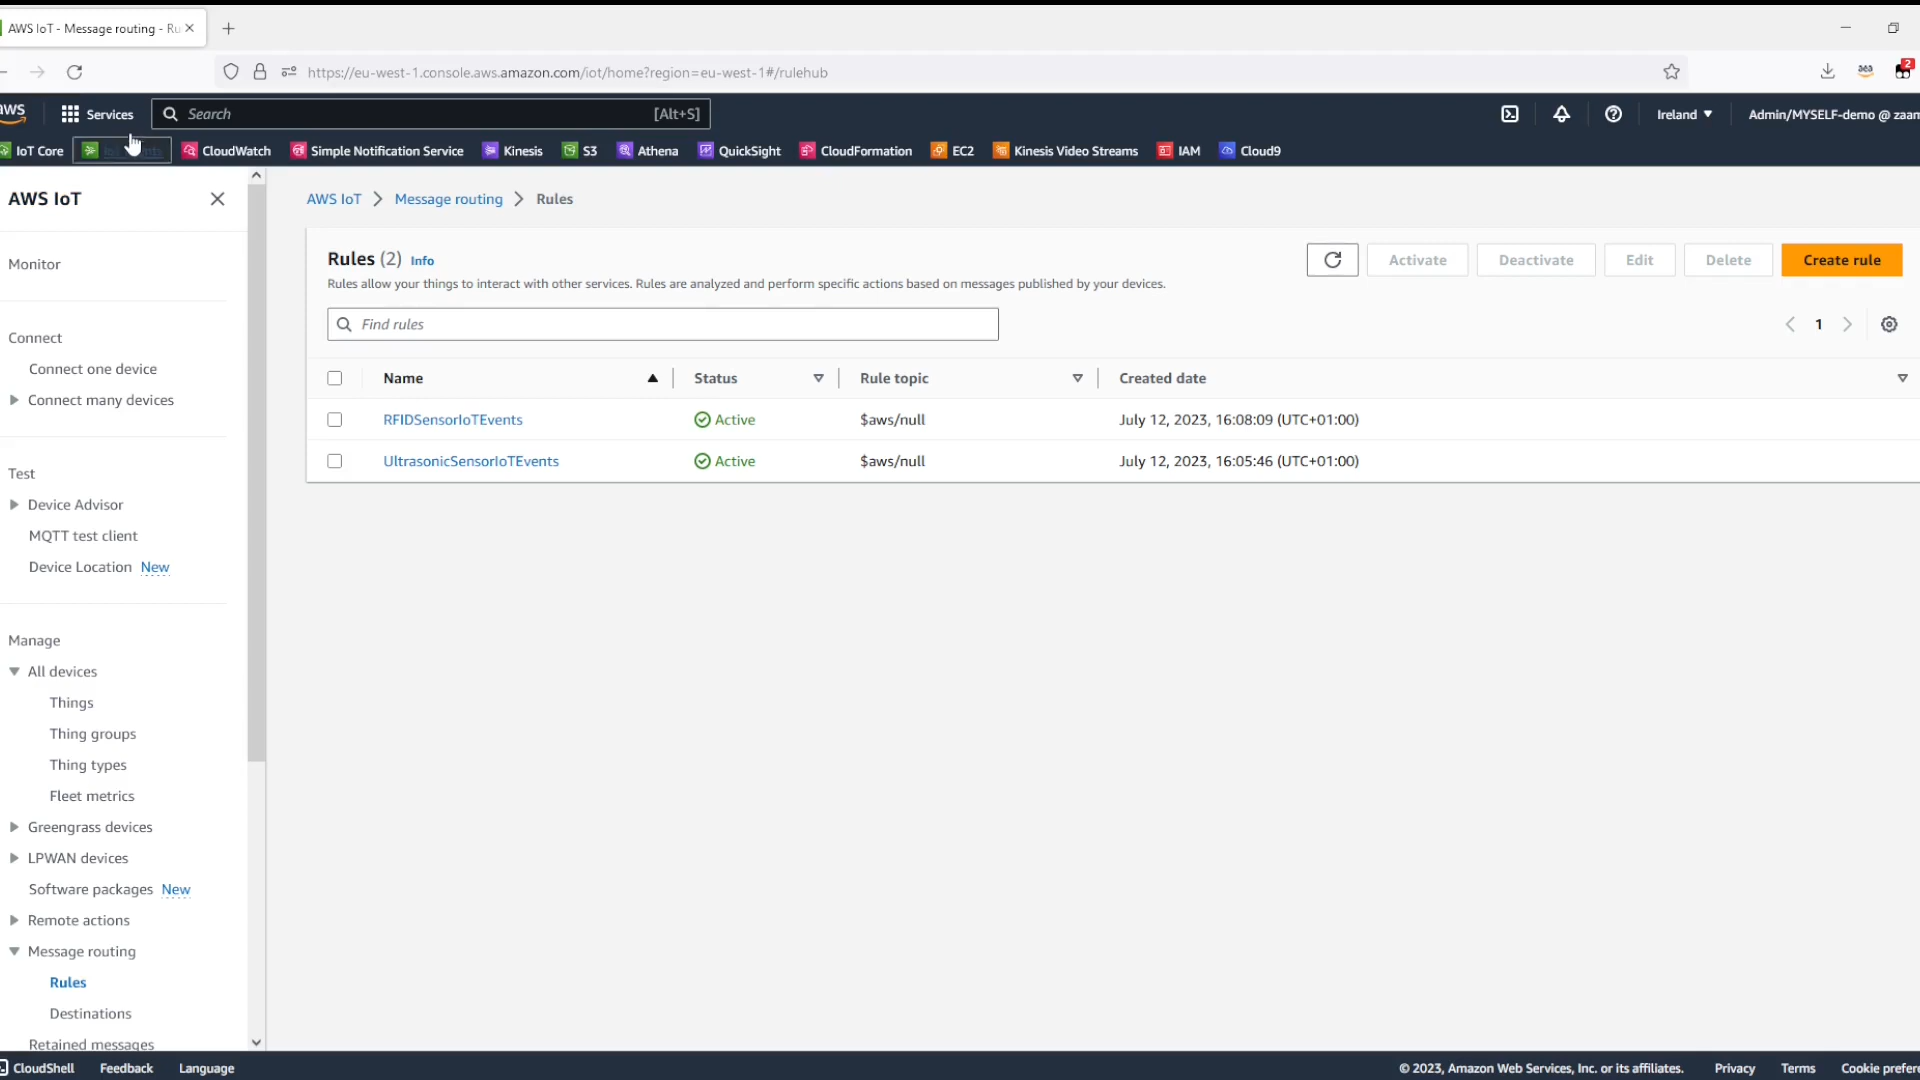 AWS IoT - Message routing - Ru
https://eu-west-1.console.aws.amazon.com/iot/home?region=eu-west-1#/rulehub
2
aws
Services
Search
[Alt+S]
Ireland
Admin/MYSELF-demo @ zaam
IoT Core
CloudWatch
Simple Notification Service
Kinesis
S3
Athena
QuickSight
CloudFormation
EC2
Kinesis Video Streams
IAM
Cloud9
AWS IoT
Monitor
Connect
Connect one device
Connect many devices
Test
Device Advisor
MQTT test client
Device Location New
Manage
All devices
Things
Thing groups
Thing types
Fleet metrics
Greengrass devices
LPWAN devices
Software packages New
Remote actions
Message routing
Rules
Destinations
Retained messages
AWS IoT > Message routing > Rules
Rules (2) Info
Rules allow your things to interact with other services. Rules are analyzed and perform specific actions based on messages published by your devices.
Activate
Deactivate
Edit
Delete
Create rule
Find rules
1
Name Status Rule topic Created date
RFIDSensorIoTEvents Active $aws/null July 12, 2023, 16:08:09 (UTC+01:00)
UltrasonicSensorIoTEvents Active $aws/null July 12, 2023, 16:05:46 (UTC+01:00)
CloudShell
Feedback
Language
© 2023, Amazon Web Services, Inc. or its affiliates.
Privacy
Terms
Cookie prefere